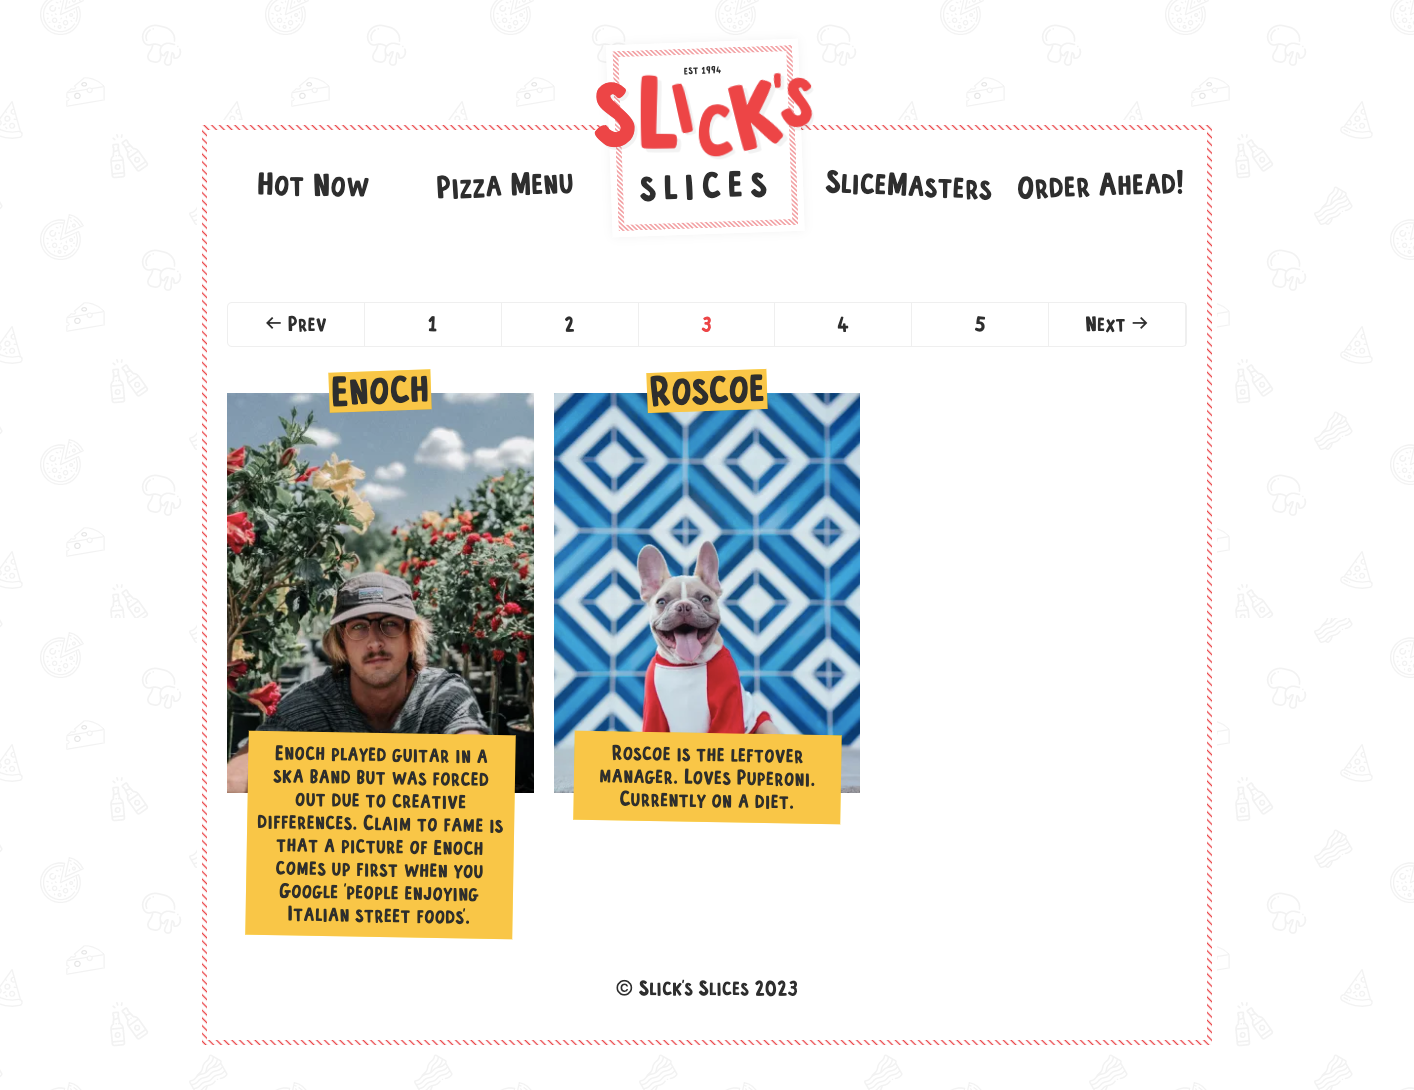 EST 1994
SLICK'S
SLICES
Hot Now
Pizza Menu
SliceMasters
Order Ahead!
← Prev
1
2
3
4
5
Next →
Enoch
Enoch played guitar in a
ska band but was forced
out due to creative
differences. Claim to fame is
that a picture of Enoch
comes up first when you
Google 'people enjoying
Italian street foods'.
Roscoe
Roscoe is the leftover
manager. Loves Puperoni.
Currently on a diet.
© Slick's Slices 2023